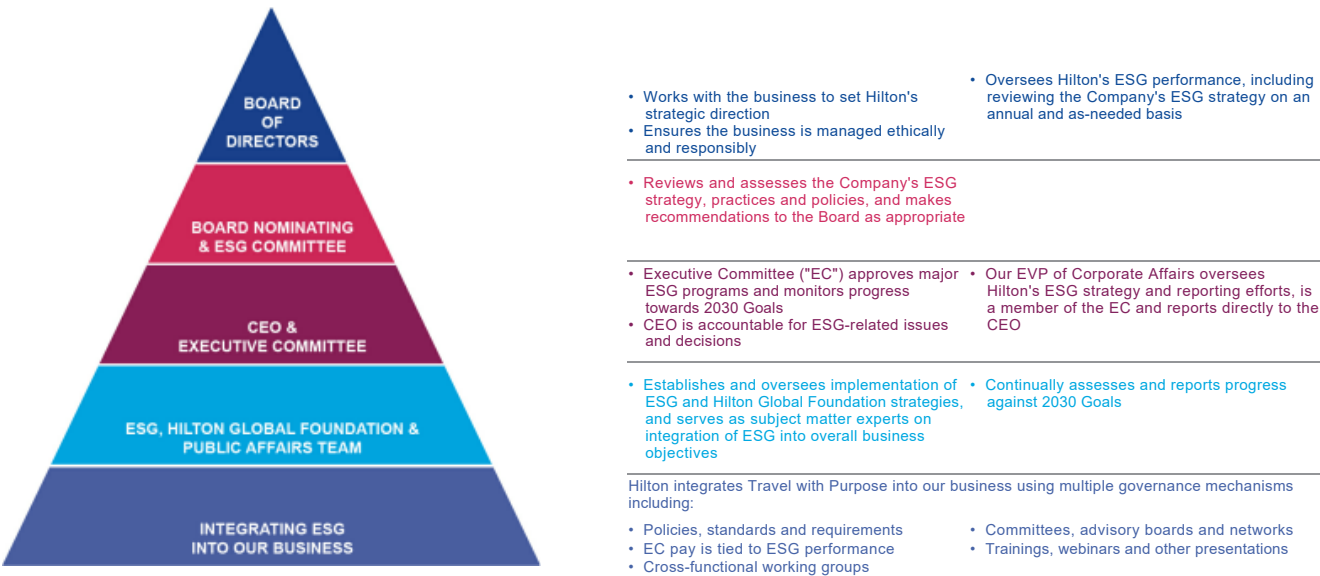 BOARD
OF
DIRECTORS
• Works with the business to set Hilton's
strategic direction
• Ensures the business is managed ethically
and responsibly
• Oversees Hilton's ESG performance, including
reviewing the Company's ESG strategy on an
annual and as-needed basis
BOARD NOMINATING
& ESG COMMITTEE
• Reviews and assesses the Company's ESG
strategy, practices and policies, and makes
recommendations to the Board as appropriate
CEO &
EXECUTIVE COMMITTEE
• Executive Committee ("EC") approves major
ESG programs and monitors progress
towards 2030 Goals
• CEO is accountable for ESG-related issues
and decisions
• Our EVP of Corporate Affairs oversees
Hilton's ESG strategy and reporting efforts, is
a member of the EC and reports directly to the
CEO
ESG, HILTON GLOBAL FOUNDATION &
PUBLIC AFFAIRS TEAM
• Establishes and oversees implementation of
ESG and Hilton Global Foundation strategies,
and serves as subject matter experts on
integration of ESG into overall business
objectives
• Continually assesses and reports progress
against 2030 Goals
INTEGRATING ESG
INTO OUR BUSINESS
Hilton integrates Travel with Purpose into our business using multiple governance mechanisms
including:
• Policies, standards and requirements
• EC pay is tied to ESG performance
• Cross-functional working groups
• Committees, advisory boards and networks
• Trainings, webinars and other presentations